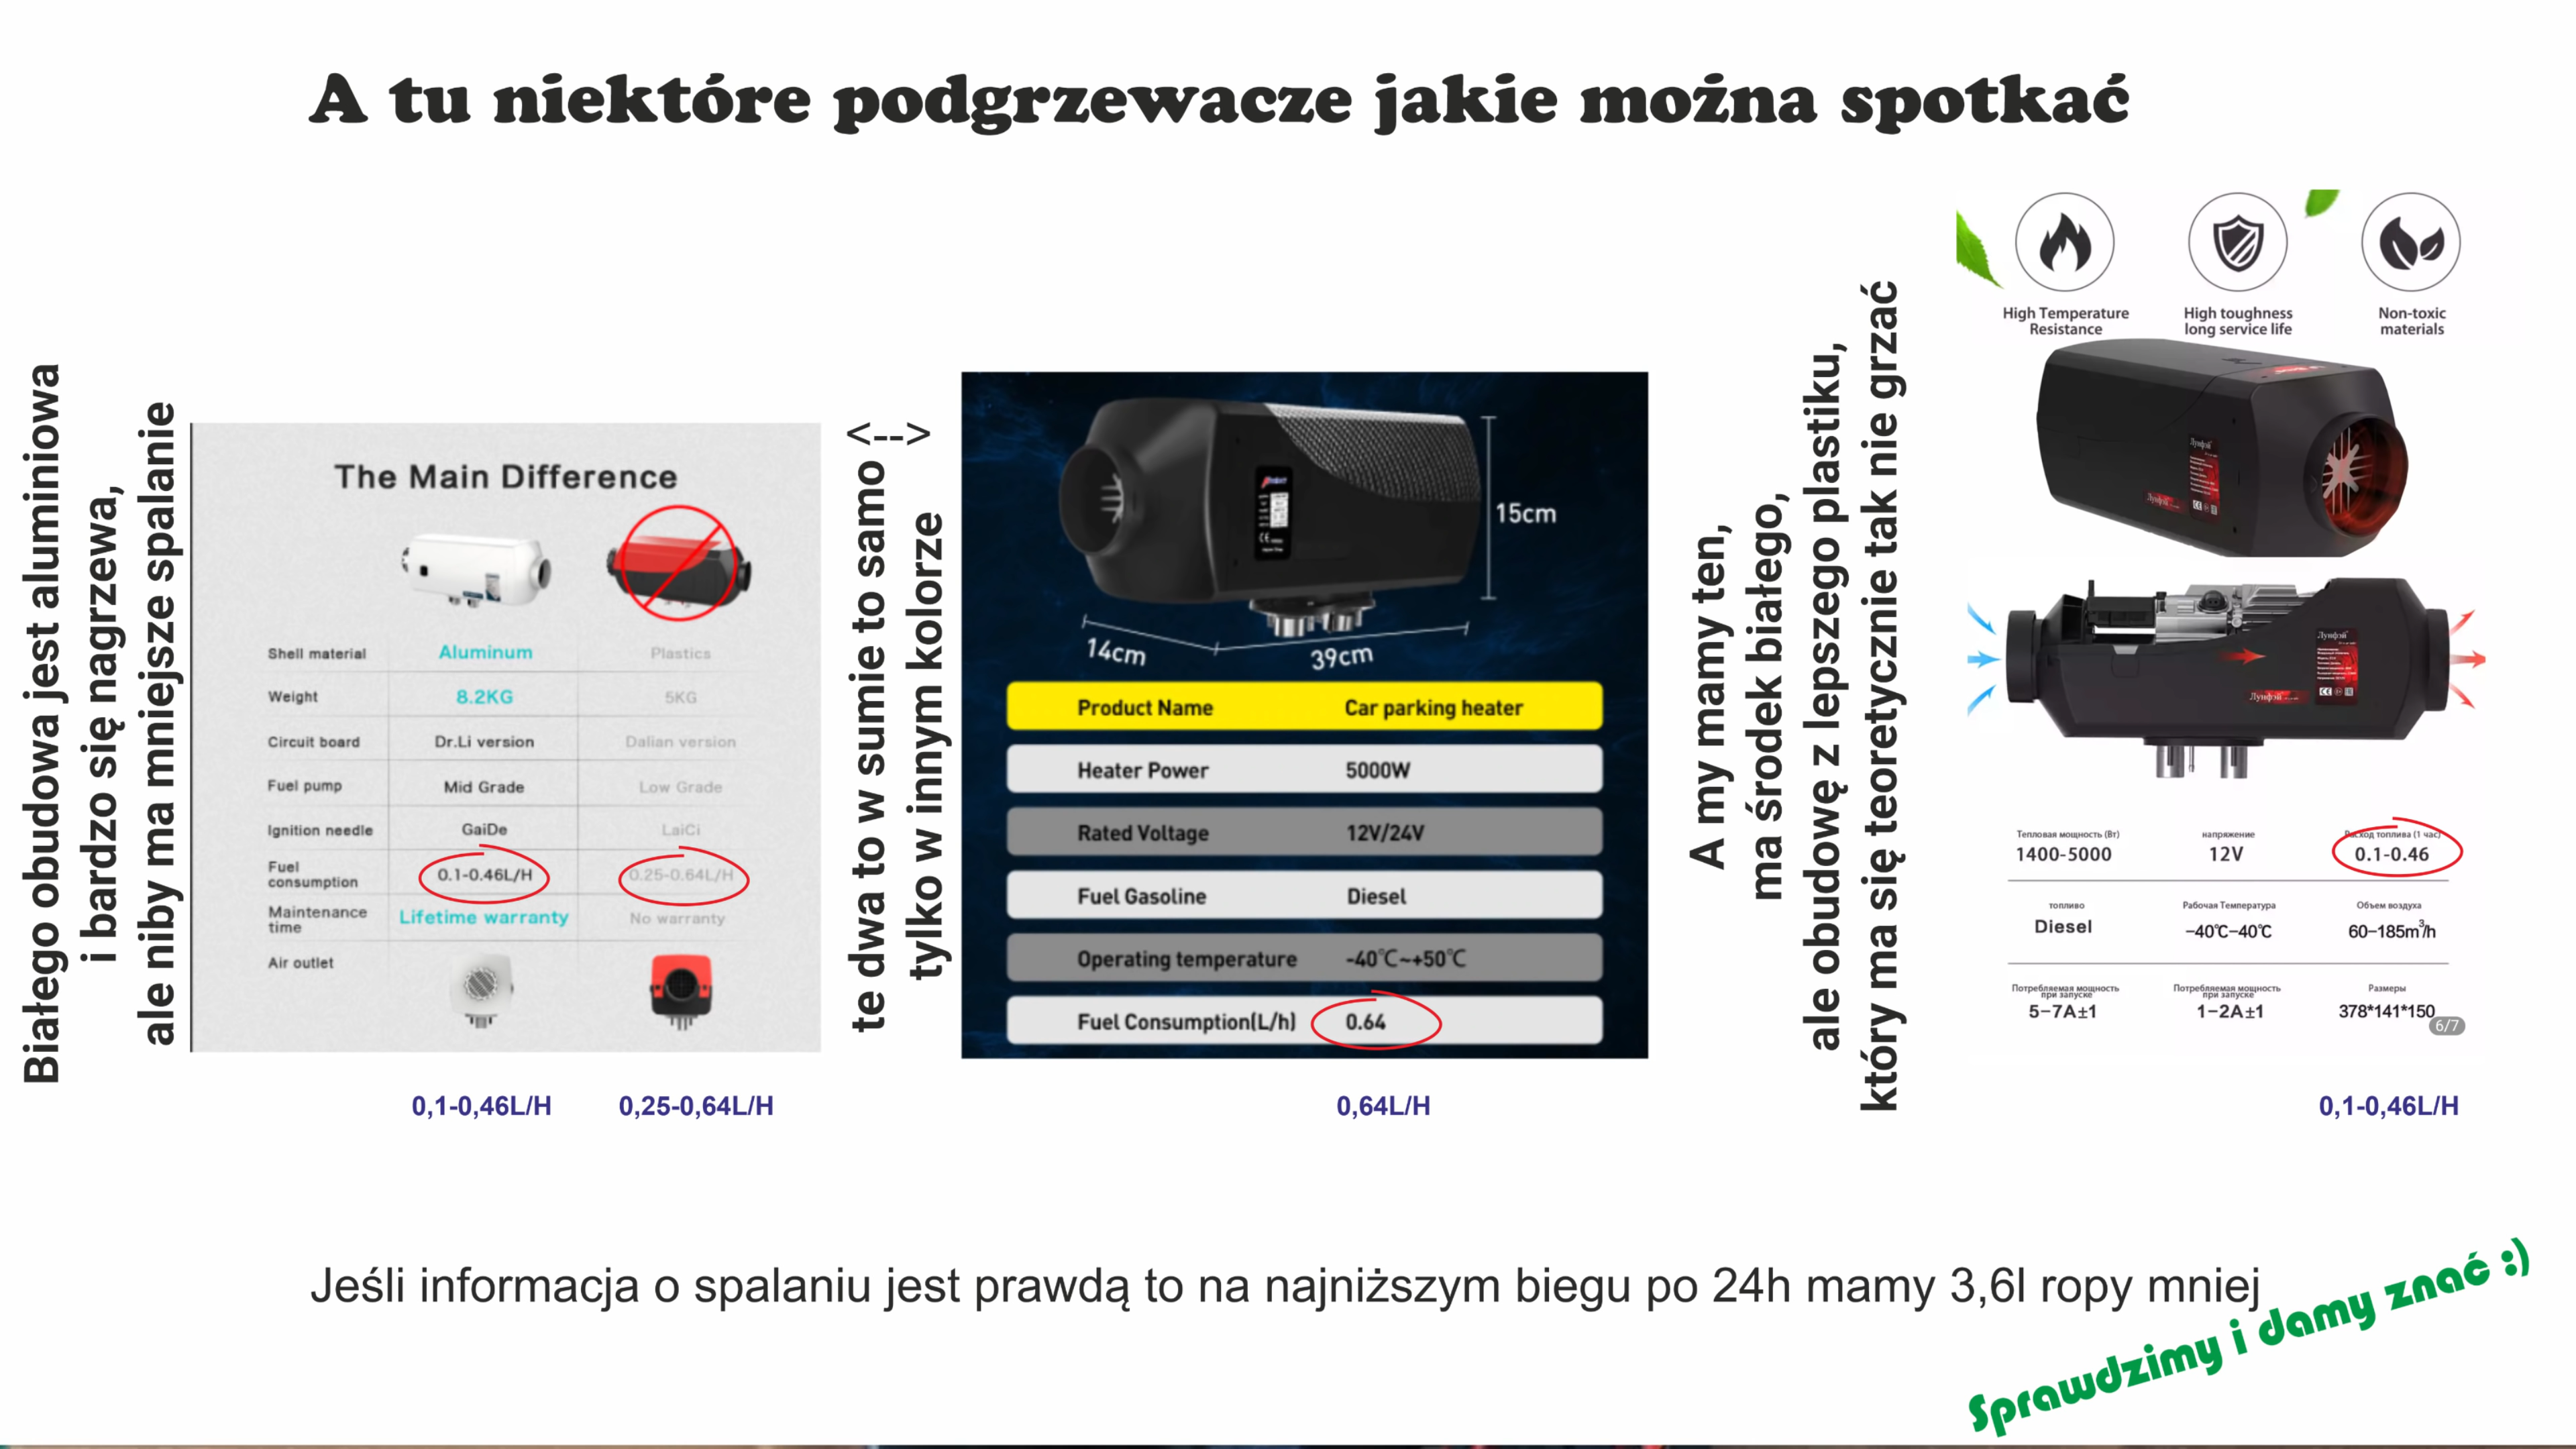 A tu niektóre podgrzewacze jakie można spotkać
Białego obudowa jest aluminiowa
i bardzo się nagrzewa,
ale niby ma mniejsze spalanie
The Main Difference
Shell material Aluminum Plastics
Weight 8.2KG 5KG
Circuit board Dr.Li version Dalian version
Fuel pump Mid Grade Low Grade
Ignition needle GaiDe LaiCi
Fuel consumption 0.1-0.46L/H 0.25-0.64L/H
Maintenance time Lifetime warranty No warranty
Air outlet
0,1-0,46L/H 0,25-0,64L/H
te dwa to w sumie to samo <-->
tylko w innym kolorze
15cm
14cm
39cm
Product Name Car parking heater
Heater Power 5000W
Rated Voltage 12V/24V
Fuel Gasoline Diesel
Operating temperature -40℃~+50℃
Fuel Consumption(L/h) 0.64
0,64L/H
A my mamy ten,
ma środek białego,
ale obudowę z lepszego plastiku,
który ma się teoretycznie tak nie grzać
High Temperature Resistance
High toughness long service life
Non-toxic materials
Лунфэй
Лунфэй
Лунфэй
Лунфэй
Тепловая мощность (Вт) напряжение Расход топлива (1 час)
1400-5000 12V 0.1-0.46
топливо Рабочая Температура Объем воздуха
Diesel −40℃−40℃ 60−185m³/h
Потребляемая мощность при запуске Потребляемая мощность при запуске Размеры
5−7A±1 1−2A±1 378*141*150
6/7
0,1-0,46L/H
Jeśli informacja o spalaniu jest prawdą to na najniższym biegu po 24h mamy 3,6l ropy mniej
Sprawdzimy i damy znać :)